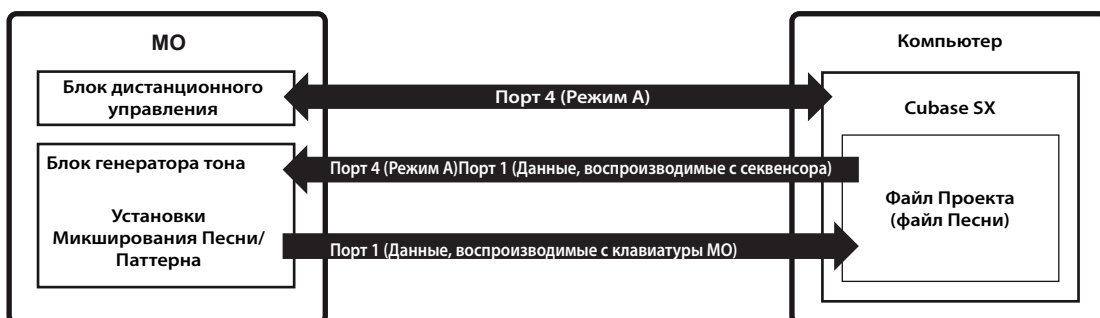 МО
Компьютер
Блок дистанционного
управления
Порт 4 (Режим А)
Cubase SX
Блок генератора тона
Порт 4 (Режим А)Порт 1 (Данные, воспроизводимые с секвенсора)
Установки
Микширования Песни/
Паттерна
Файл Проекта
(файл Песни)
Порт 1 (Данные, воспроизводимые с клавиатуры МО)